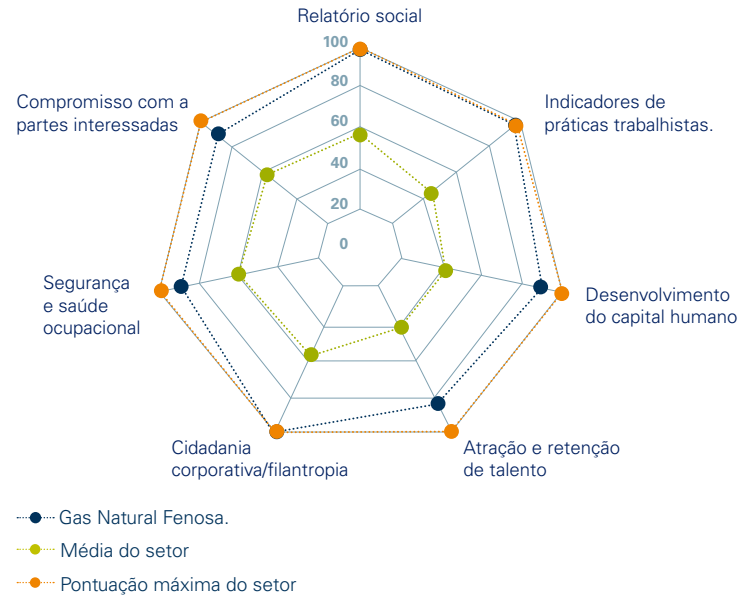 Relatório social
100
80
60
40
20
0
Compromisso com a
partes interessadas
Indicadores de
práticas trabalhistas.
Segurança
e saúde
ocupacional
Desenvolvimento
do capital humano
Cidadania
corporativa/filantropia
Atração e retenção
de talento
Gas Natural Fenosa.
Média do setor
Pontuação máxima do setor